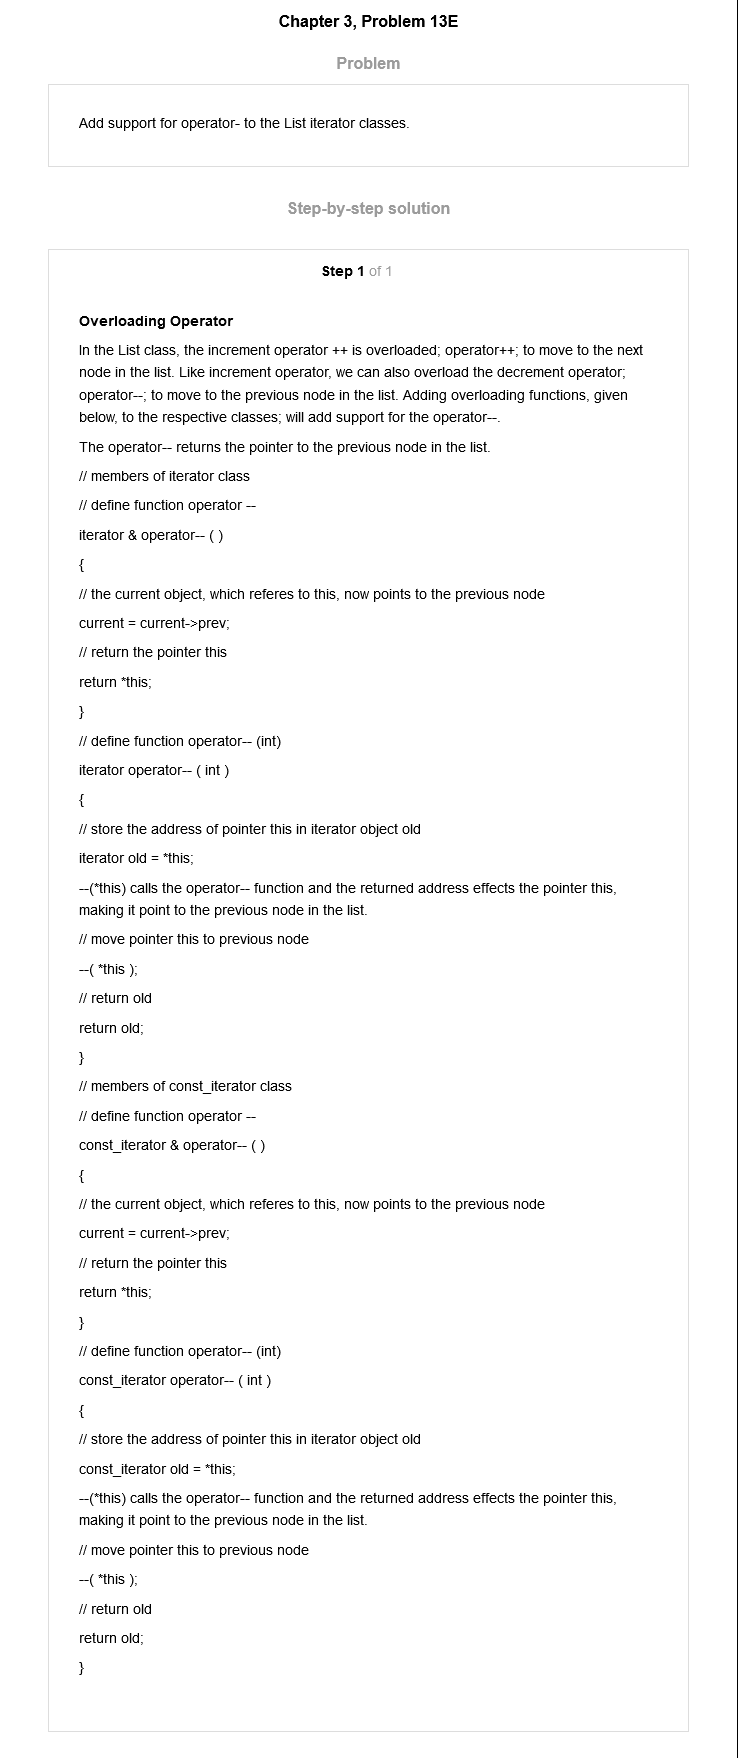 Chapter 3, Problem 13E
Problem
Add support for operator- to the List iterator classes.
Step-by-step solution
Step 1 of 1
Overloading Operator
In the List class, the increment operator ++ is overloaded; operator++; to move to the next
node in the list. Like increment operator, we can also overload the decrement operator;
operator--; to move to the previous node in the list. Adding overloading functions, given
below, to the respective classes; will add support for the operator--.
The operator-- returns the pointer to the previous node in the list.
// members of iterator class
// define function operator --
iterator & operator-- ( )
{
// the current object, which referes to this, now points to the previous node
current = current->prev;
// return the pointer this
return *this;
}
// define function operator-- (int)
iterator operator-- ( int )
{
// store the address of pointer this in iterator object old
iterator old = *this;
--(*this) calls the operator-- function and the returned address effects the pointer this,
making it point to the previous node in the list.
// move pointer this to previous node
--( *this );
// return old
return old;
}
// members of const_iterator class
// define function operator --
const_iterator & operator-- ( )
{
// the current object, which referes to this, now points to the previous node
current = current->prev;
// return the pointer this
return *this;
}
// define function operator-- (int)
const_iterator operator-- ( int )
{
// store the address of pointer this in iterator object old
const_iterator old = *this;
--(*this) calls the operator-- function and the returned address effects the pointer this,
making it point to the previous node in the list.
// move pointer this to previous node
--( *this );
// return old
return old;
}